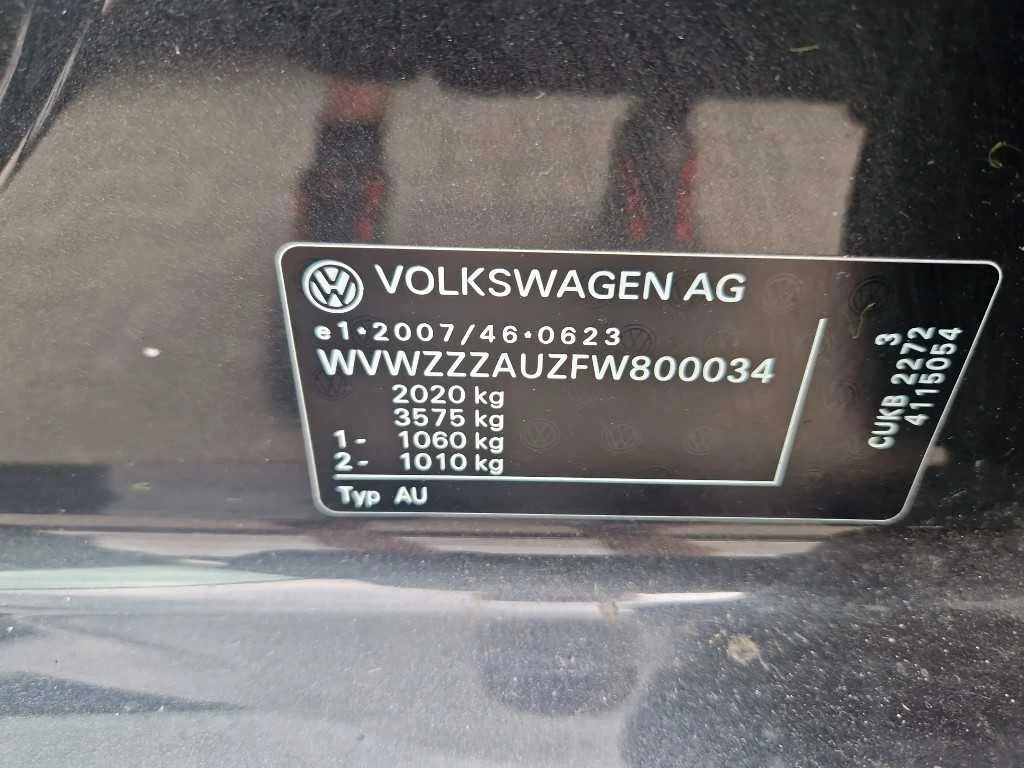 VOLKSWAGEN AG
e1*2007/46*0623
WVWZZZAUZFW800034
2020 kg
3575 kg
1- 1060 kg
2- 1010 kg
Typ AU
3
CUKB 2272
4115054